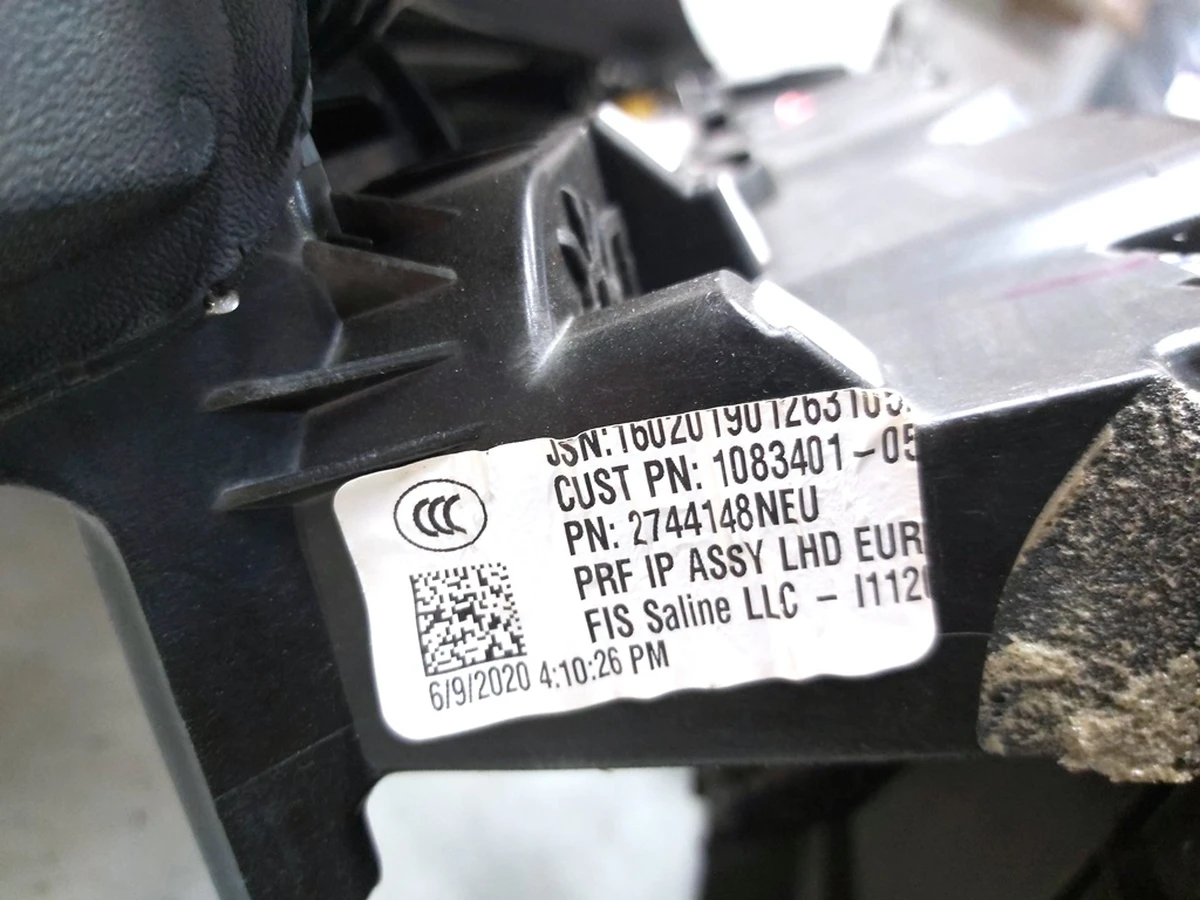 CUST PN: 1083401-05
PN: 2744148NEU
PRF IP ASSY LHD EUR
FIS Saline LLC -
6/9/2020 4:10:26 PM